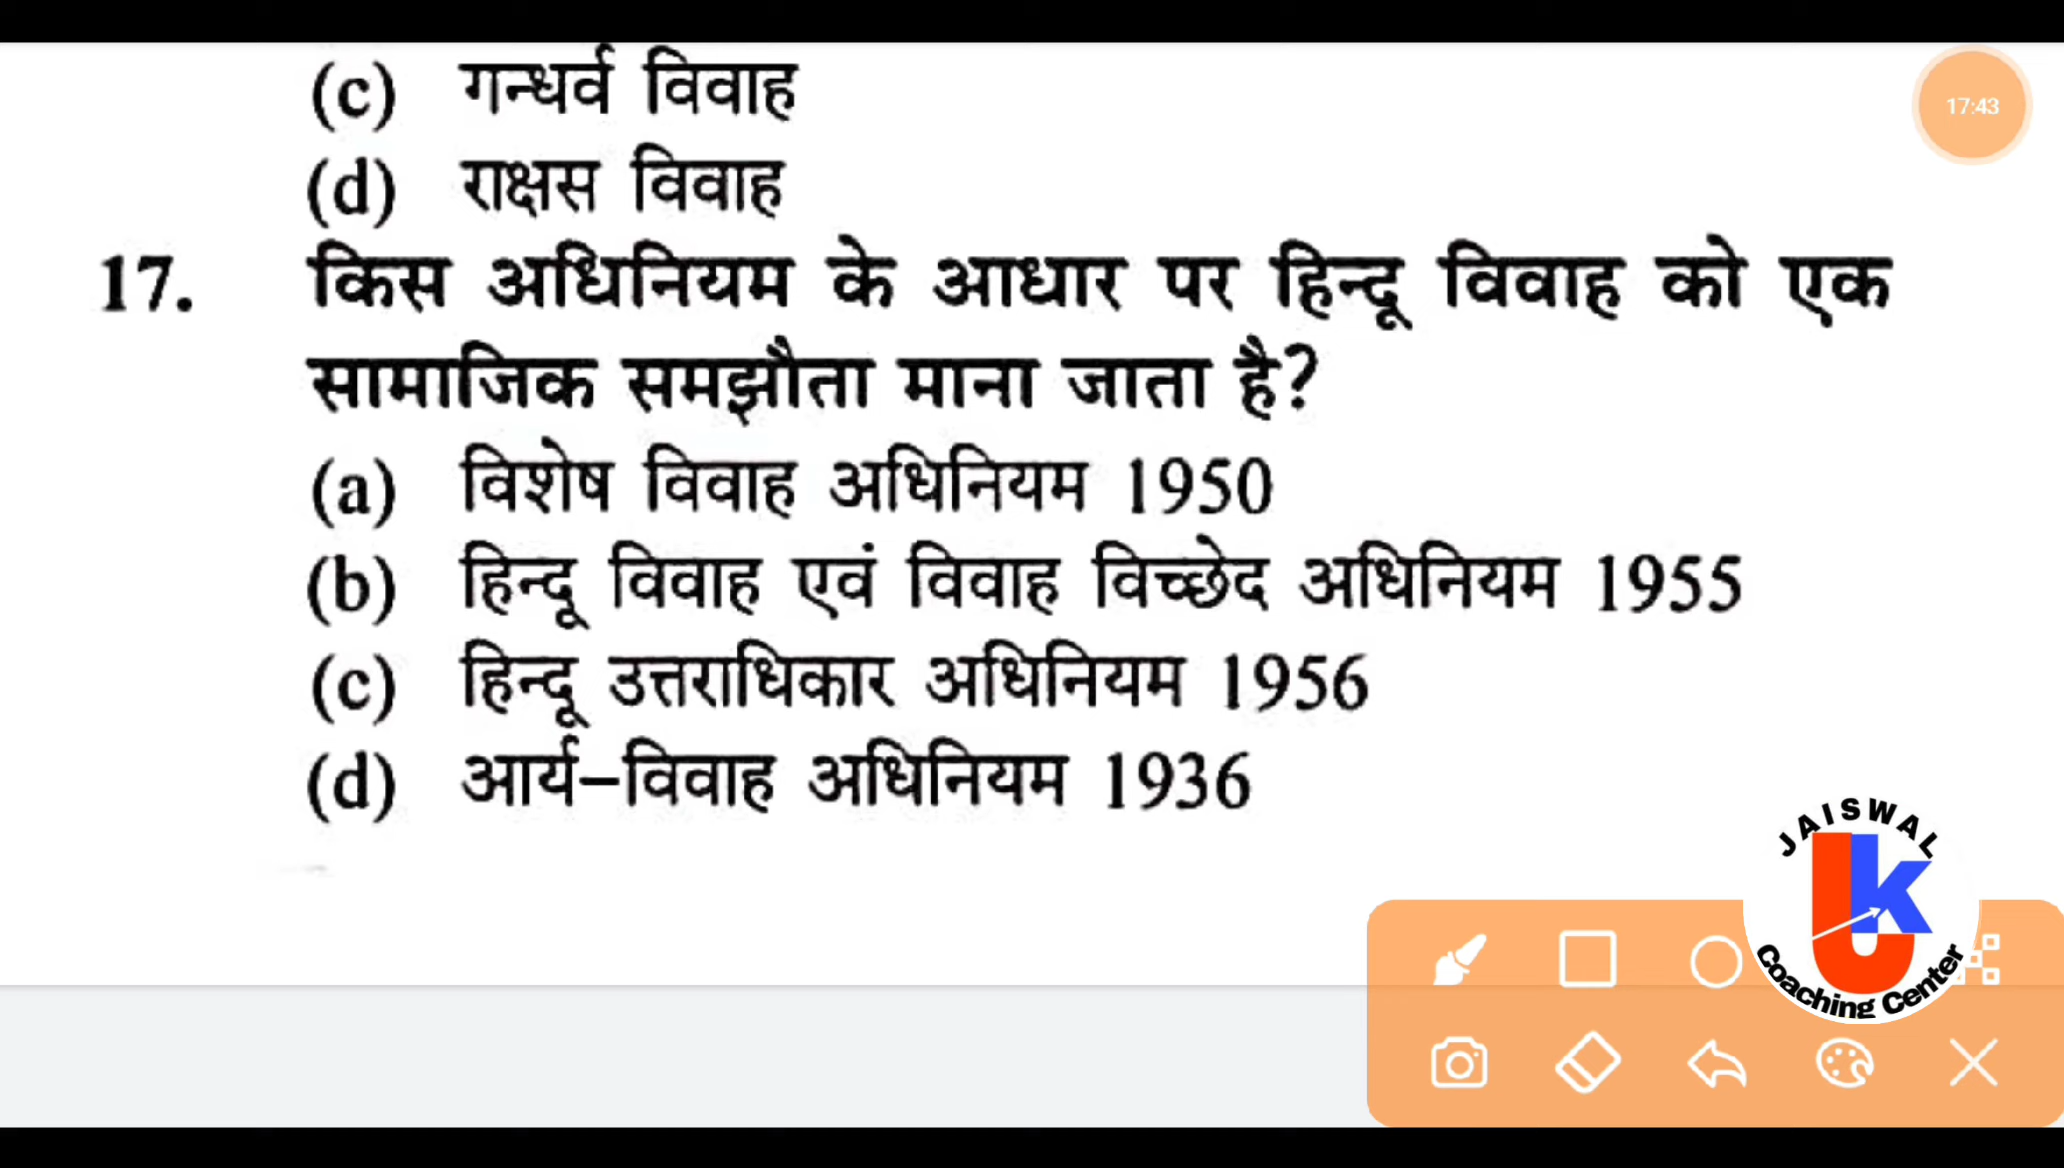 (c) गन्धर्व विवाह
17:43
(d) राक्षस विवाह
17. किस अधिनियम के आधार पर हिन्दू विवाह को एक
सामाजिक समझौता माना जाता है?
(a) विशेष विवाह अधिनियम 1950
(b) हिन्दू विवाह एवं विवाह विच्छेद अधिनियम 1955
(c) हिन्दू उत्तराधिकार अधिनियम 1956
(d) आर्य–विवाह अधिनियम 1936
JAISWAL
Jk
Coaching Center